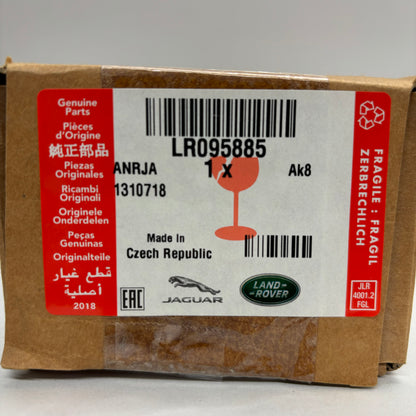 Genuine
Parts
Pièces
d'Origine
純正部品
Piezas
Originales
Ricambi
Originali
Originele
Onderdelen
Peças
Genuinas
Originalteile
قطع غيار
أصلية
2018
LR095885
ANRJA
1 x
Ak8
1310718
Made In
Czech Republic
EAC
JAGUAR
LAND-
-ROVER
FRAGILE : FRAGIL
ZERBRECHLICH
JLR
4001.2
FGL